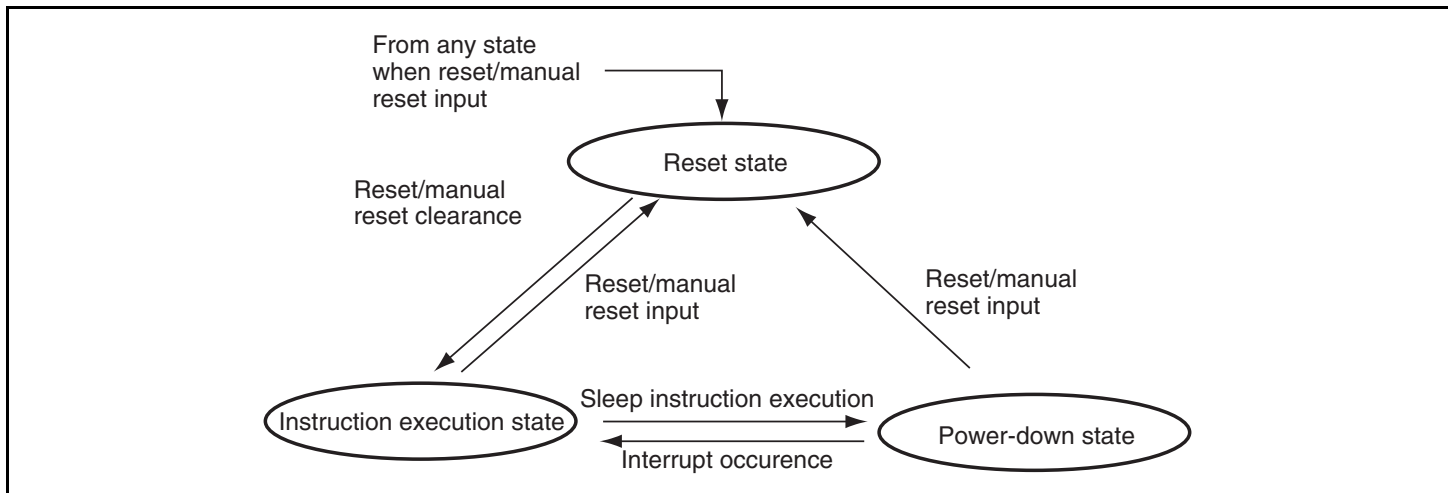 From any state
when reset/manual
reset input
Reset state
Reset/manual
reset clearance
Reset/manual
reset input
Reset/manual
reset input
Sleep instruction execution
Instruction execution state
Power-down state
Interrupt occurence